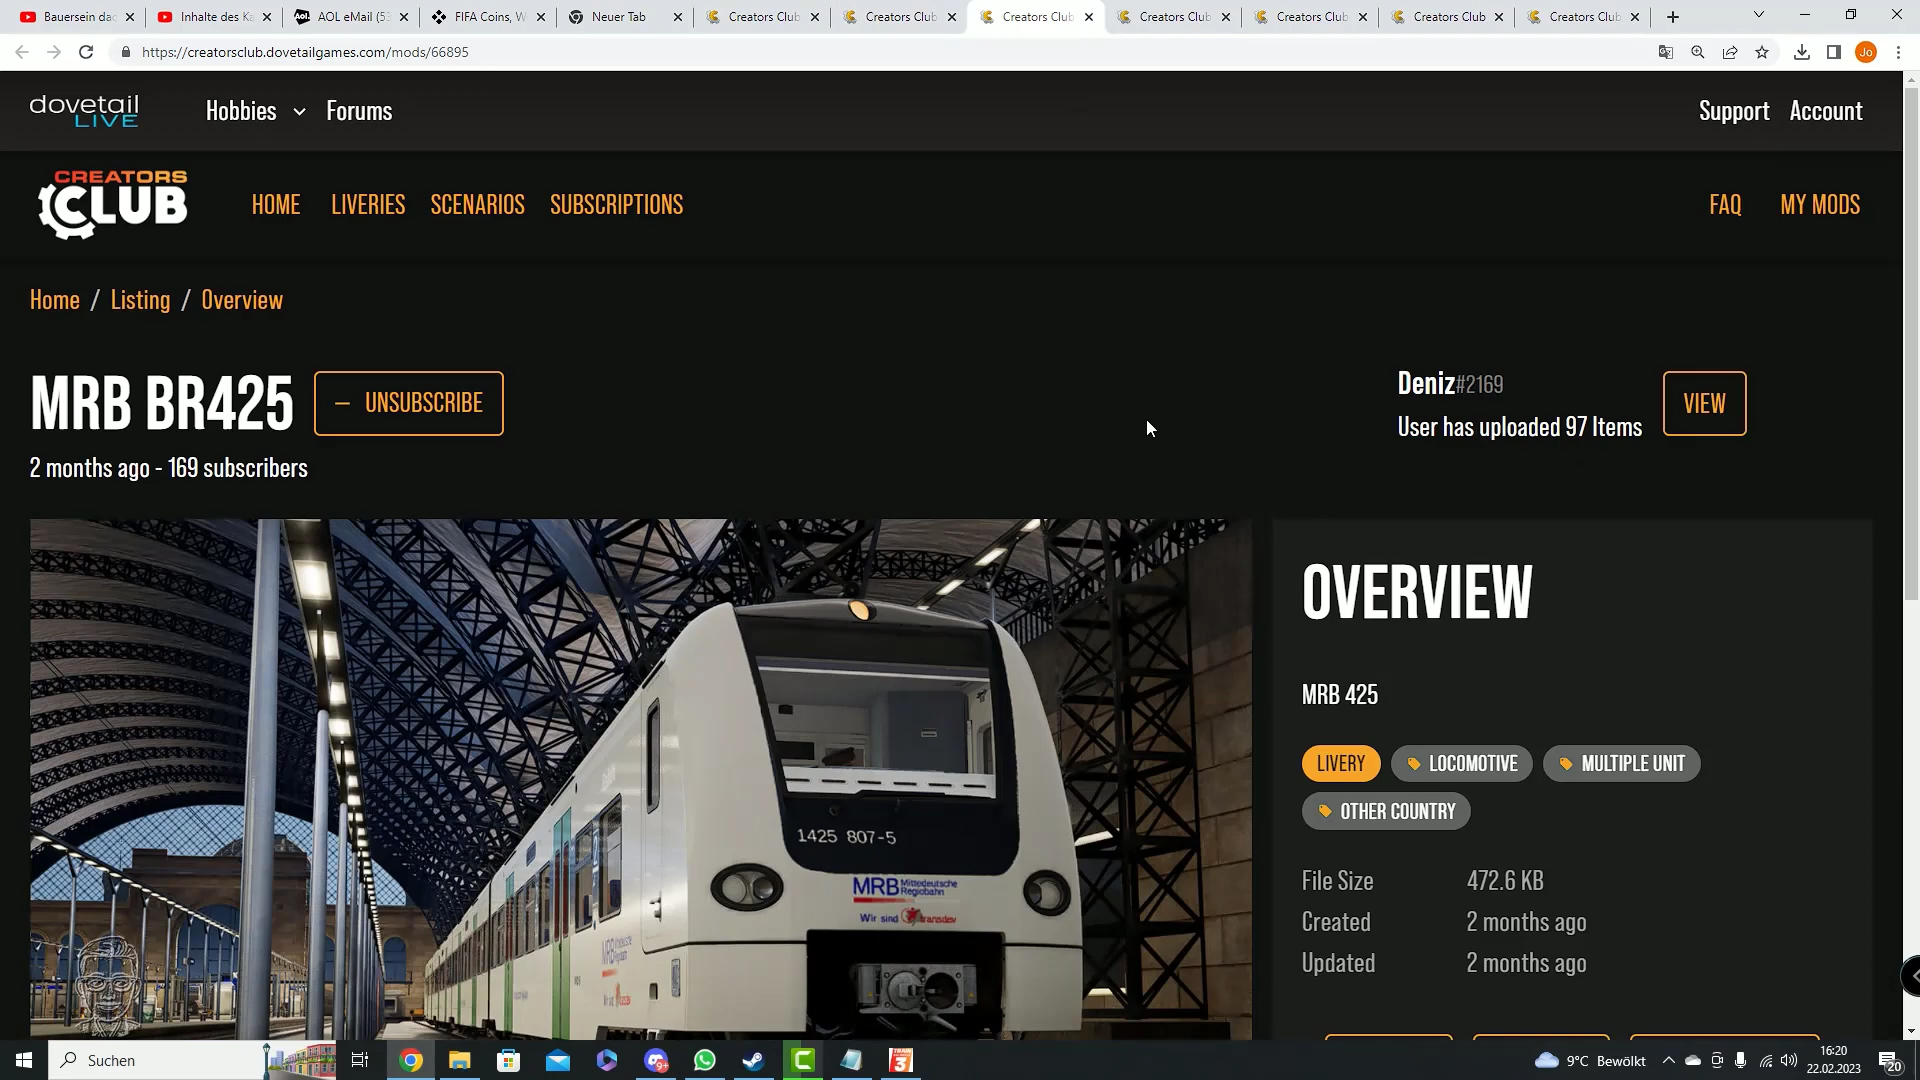 Bauersein dac
Inhalte des Ka
AOL eMail (53
FIFA Coins, W
Neuer Tab
Creators Club
Creators Club
Creators Club
Creators Club
Creators Club
Creators Club
Creators Club
https://creatorsclub.dovetailgames.com/mods/66895
Jo
dovetail LIVE
Hobbies
Forums
Support
Account
CREATORS CLUB
HOME
LIVERIES
SCENARIOS
SUBSCRIPTIONS
FAQ
MY MODS
Home / Listing / Overview
MRB BR425
– UNSUBSCRIBE
2 months ago - 169 subscribers
Deniz#2169
User has uploaded 97 Items
VIEW
1425 807-5
MRB Mitteldeutsche Regiobahn
Wir sind transdev
OVERVIEW
MRB 425
LIVERY
LOCOMOTIVE
MULTIPLE UNIT
OTHER COUNTRY
File Size 472.6 KB
Created 2 months ago
Updated 2 months ago
Suchen
9+
9°C Bewölkt
16:20
22.02.2023
20